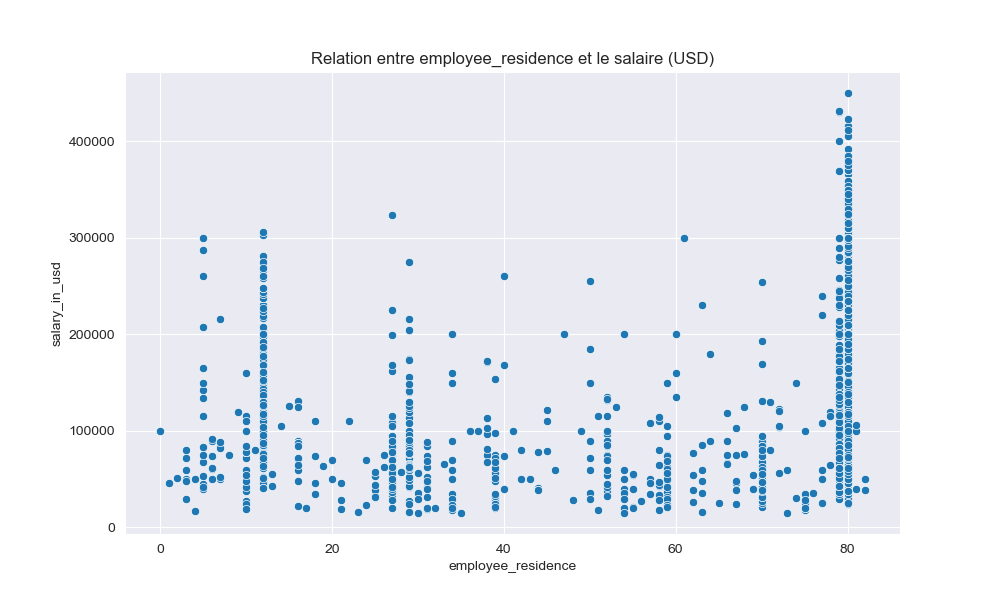 Relation entre employee_residence et le salaire (USD)
400000
300000
200000
100000
0
salary_in_usd
0 20 40 60 80
employee_residence